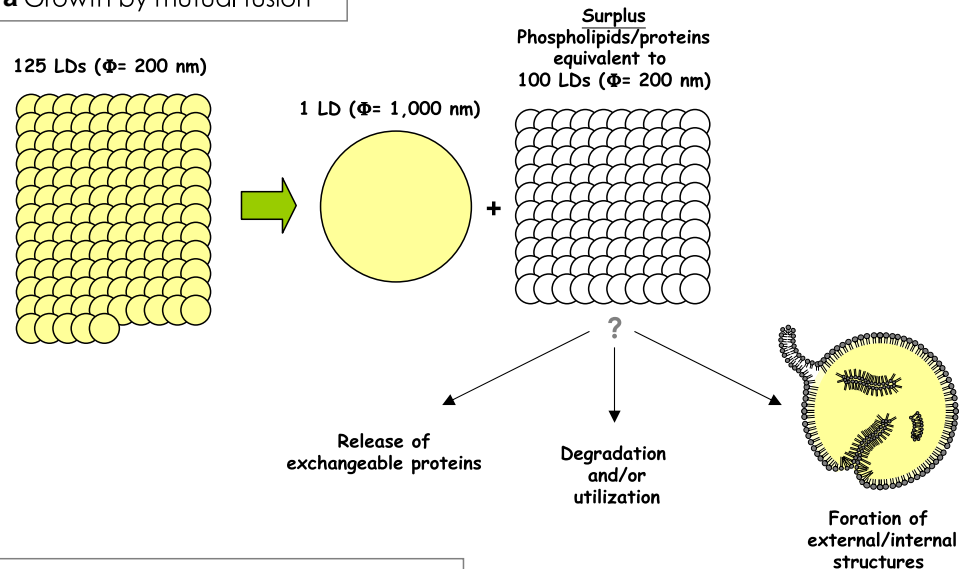 a Growth by mutual fusion
125 LDs (Φ= 200 nm)
1 LD (Φ= 1,000 nm)
+
Surplus
Phospholipids/proteins
equivalent to
100 LDs (Φ= 200 nm)
?
Release of
exchangeable proteins
Degradation
and/or
utilization
Foration of
external/internal
structures